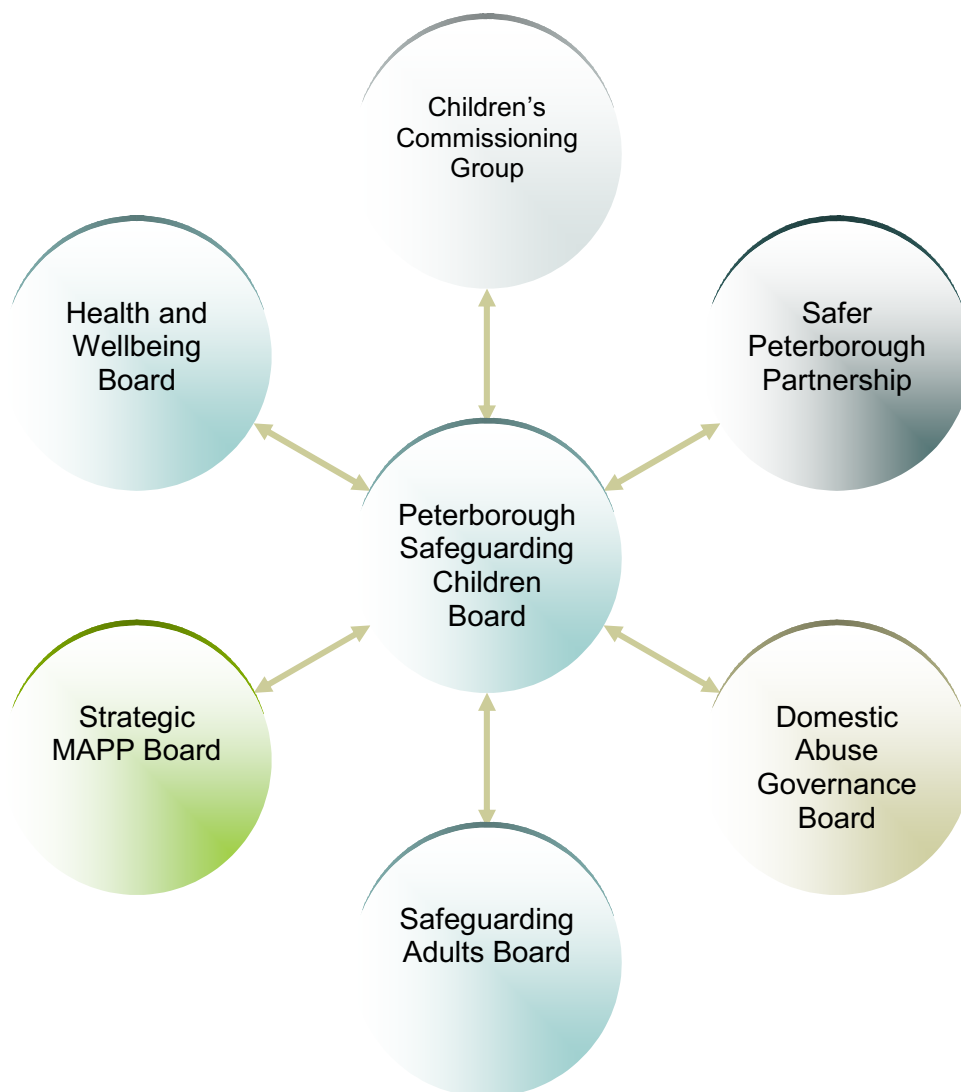 Children’s
Commissioning
Group
Health and
Wellbeing
Board
Safer
Peterborough
Partnership
Peterborough
Safeguarding
Children
Board
Strategic
MAPP Board
Domestic
Abuse
Governance
Board
Safeguarding
Adults Board